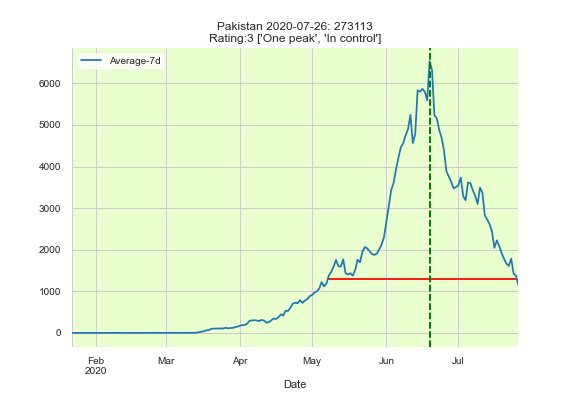 Pakistan 2020-07-26: 273113
Rating:3 ['One peak', 'In control']
Average-7d
6000
5000
4000
3000
2000
1000
0
Feb Mar Apr May Jun Jul
2020
Date